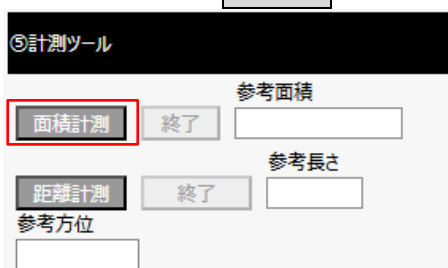 ⑤計測ツール
参考面積
面積計測 終了
参考長さ
距離計測 終了
参考方位